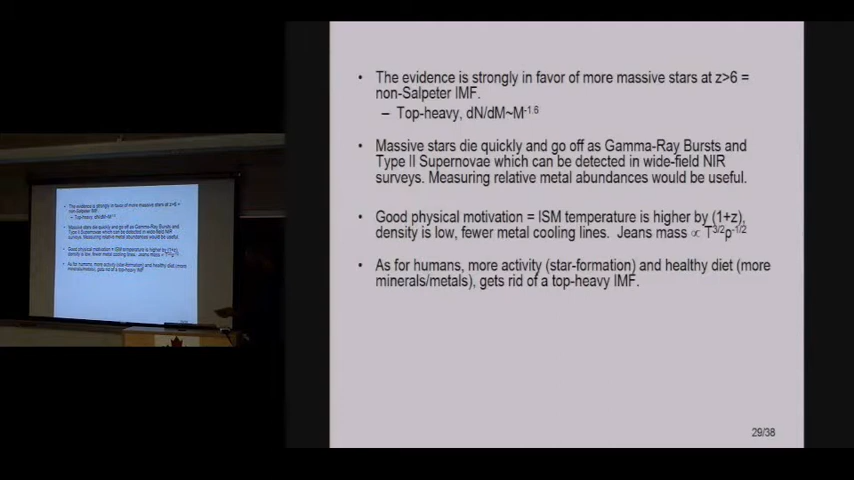 • The evidence is strongly in favor of more massive stars at z>6 =
non-Salpeter IMF.
– Top-heavy, dN/dM~M-1.6
• Massive stars die quickly and go off as Gamma-Ray Bursts and
Type II Supernovae which can be detected in wide-field NIR
surveys. Measuring relative metal abundances would be useful.
• Good physical motivation = ISM temperature is higher by (1+z),
density is low, fewer metal cooling lines. Jeans mass ∝ T3/2ρ-1/2
• As for humans, more activity (star-formation) and healthy diet (more
minerals/metals), gets rid of a top-heavy IMF.
29/38